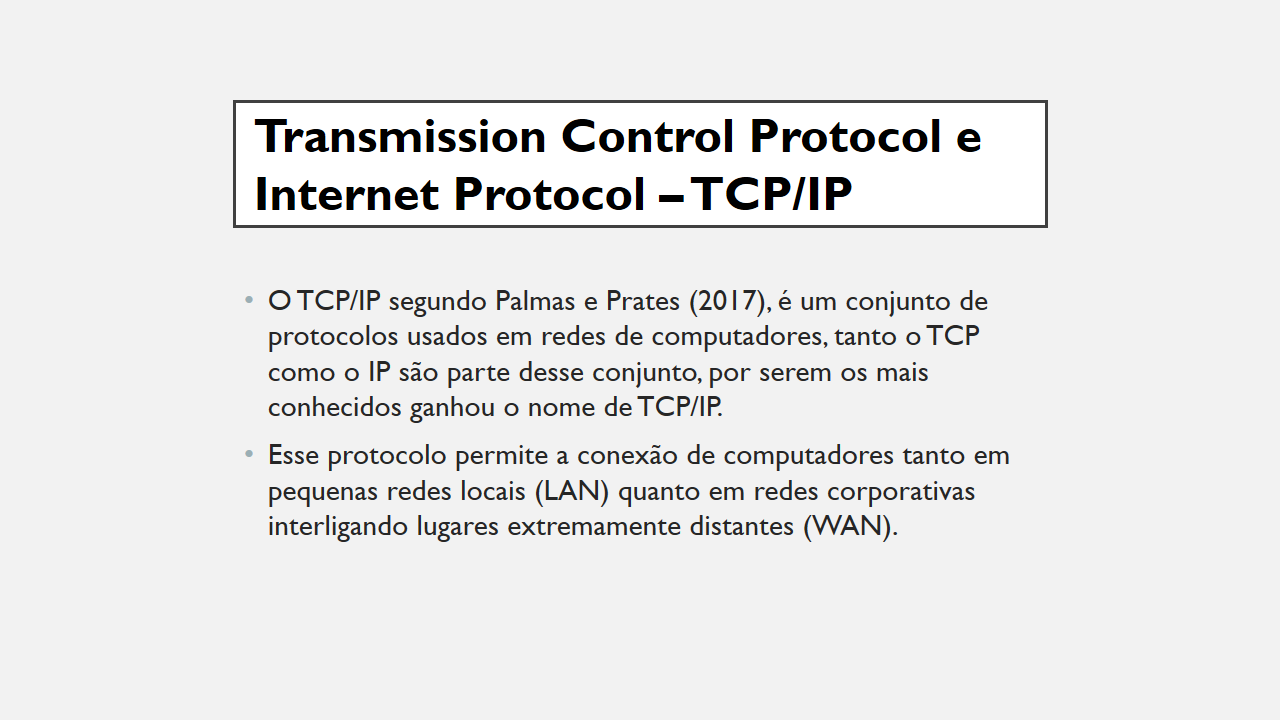 Transmission Control Protocol e
Internet Protocol – TCP/IP
• O TCP/IP segundo Palmas e Prates (2017), é um conjunto de
protocolos usados em redes de computadores, tanto o TCP
como o IP são parte desse conjunto, por serem os mais
conhecidos ganhou o nome de TCP/IP.
• Esse protocolo permite a conexão de computadores tanto em
pequenas redes locais (LAN) quanto em redes corporativas
interligando lugares extremamente distantes (WAN).